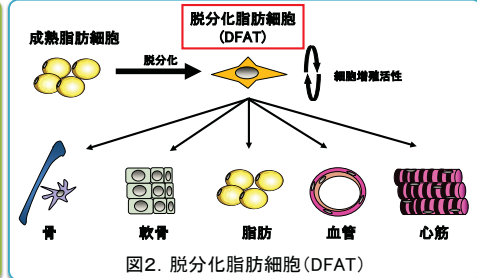 脱分化脂肪細胞
(DFAT)
成熟脂肪細胞
脱分化
細胞増殖活性
骨
軟骨
脂肪
血管
心筋
図2. 脱分化脂肪細胞(DFAT)